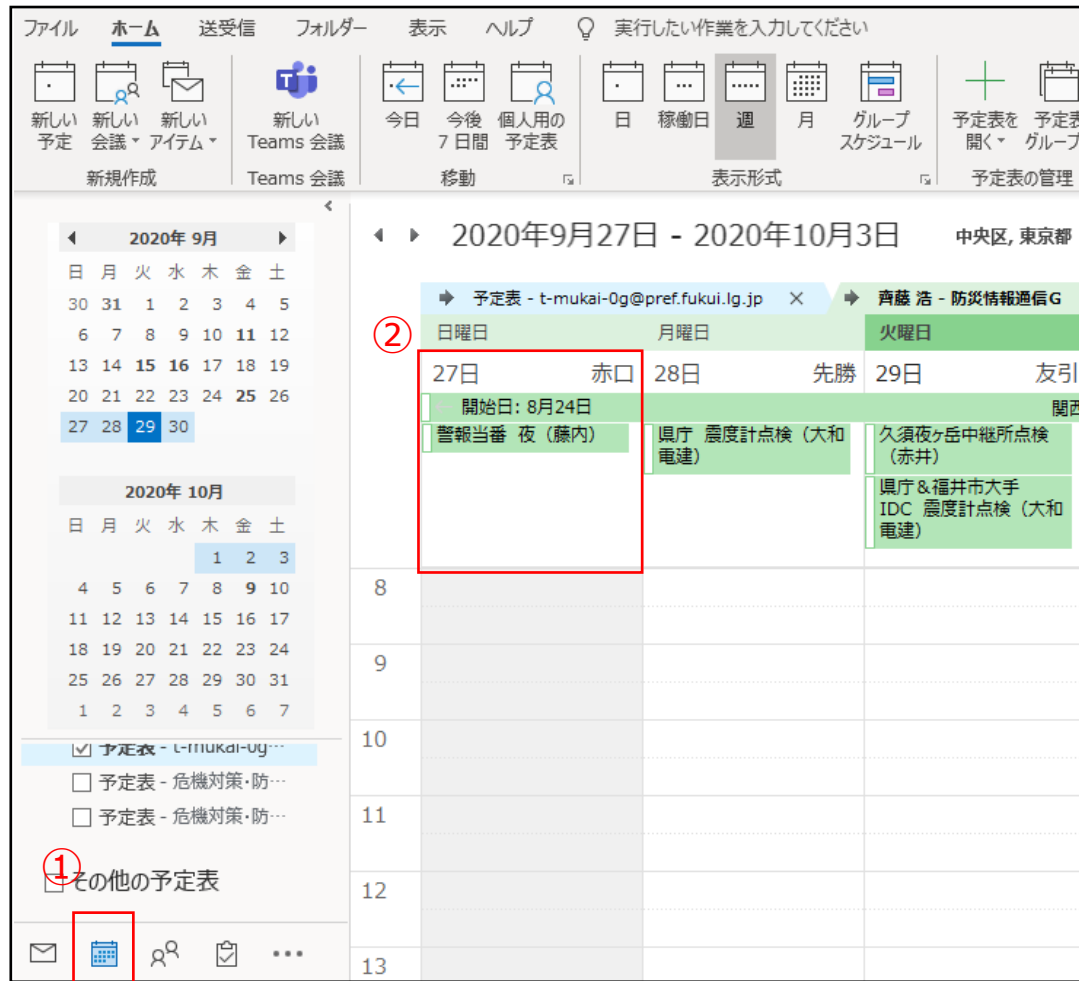 ファイル ホーム 送受信 フォルダー 表示 ヘルプ 実行したい作業を入力してください
新しい 新しい 新しい 新しい 今日 今後 個人用の 日 稼働日 週 月 グループ 予定表を 予定表
予定 会議 アイテム Teams 会議 7 日間 予定表 スケジュール 開く グループ
新規作成 Teams 会議 移動 表示形式 予定表の管理
2020年 9月
日 月 火 水 木 金 土
30 31 1 2 3 4 5
6 7 8 9 10 11 12
13 14 15 16 17 18 19
20 21 22 23 24 25 26
27 28 29 30
2020年 10月
日 月 火 水 木 金 土
1 2 3
4 5 6 7 8 9 10
11 12 13 14 15 16 17
18 19 20 21 22 23 24
25 26 27 28 29 30 31
1 2 3 4 5 6 7
予定表 - t-mukai-0g…
予定表 - 危機対策・防…
予定表 - 危機対策・防…
①
その他の予定表
2020年9月27日 - 2020年10月3日 中央区, 東京都
予定表 - t-mukai-0g@pref.fukui.lg.jp × 齊藤 浩 - 防災情報通信G
② 日曜日 月曜日 火曜日
27日 赤口 28日 先勝 29日 友引
開始日: 8月24日 関西
警報当番 夜（藤内） 県庁 震度計点検（大和 久須夜ヶ岳中継所点検
電建） （赤井）
県庁＆福井市大手
IDC 震度計点検（大和
電建）
8
9
10
11
12
13